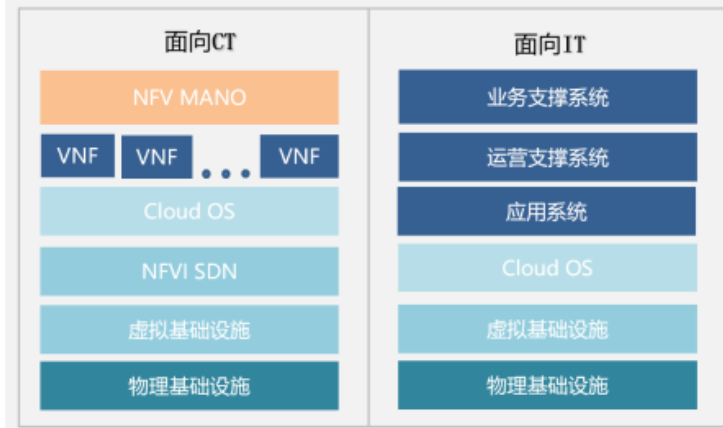 面向CT
NFV MANO
VNF VNF ... VNF
Cloud OS
NFVI SDN
虚拟基础设施
物理基础设施
面向IT
业务支撑系统
运营支撑系统
应用系统
Cloud OS
虚拟基础设施
物理基础设施